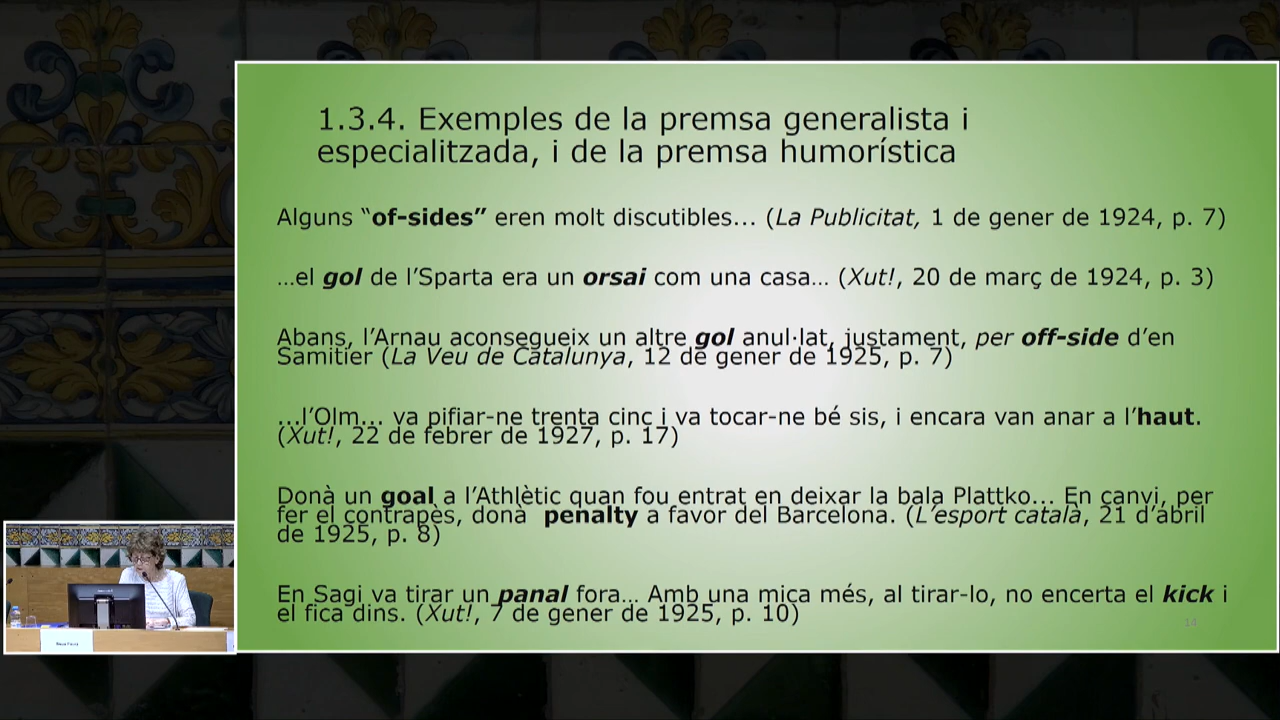 1.3.4. Exemples de la premsa generalista i
especialitzada, i de la premsa humorística
Alguns “of-sides” eren molt discutibles... (La Publicitat, 1 de gener de 1924, p. 7)
...el gol de l’Sparta era un orsai com una casa... (Xut!, 20 de març de 1924, p. 3)
Abans, l’Arnau aconsegueix un altre gol anul·lat, justament, per off-side d’en
Samitier (La Veu de Catalunya, 12 de gener de 1925, p. 7)
...l’Olm... va pifiar-ne trenta cinc i va tocar-ne bé sis, i encara van anar a l’haut.
(Xut!, 22 de febrer de 1927, p. 17)
Donà un goal a l’Athlètic quan fou entrat en deixar la bala Plattko... En canvi, per
fer el contrapès, donà penalty a favor del Barcelona. (L’esport català, 21 d’abril
de 1925, p. 8)
En Sagi va tirar un panal fora... Amb una mica més, al tirar-lo, no encerta el kick i
el fica dins. (Xut!, 7 de gener de 1925, p. 10)
14